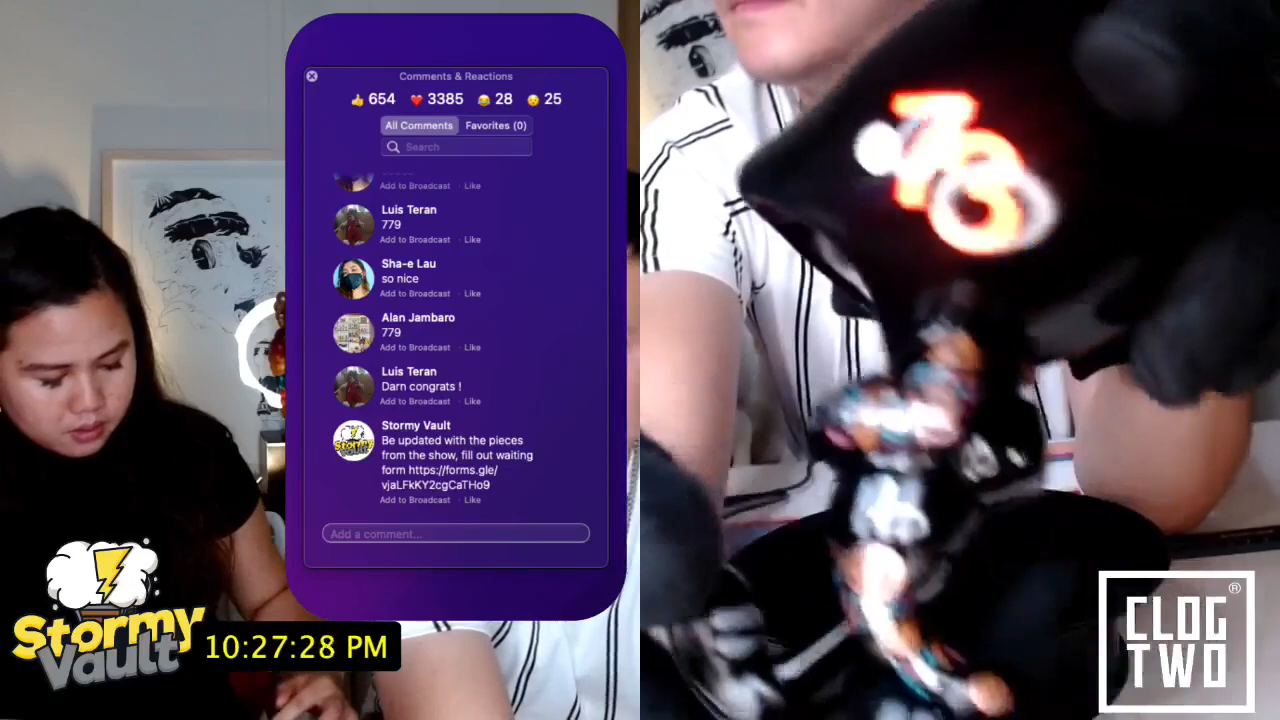 Comments & Reactions
654 3385 28 25
All Comments Favorites (0)
Search
Add to Broadcast · Like
Luis Teran
779
Add to Broadcast · Like
Sha-e Lau
so nice
Add to Broadcast · Like
Alan Jambaro
779
Add to Broadcast · Like
Luis Teran
Darn congrats !
Add to Broadcast · Like
Stormy Vault
Be updated with the pieces
from the show, fill out waiting
form https://forms.gle/
vjaLFkKY2cgCaTHo9
Add to Broadcast · Like
Add a comment...
Stormy
Vault
10:27:28 PM
CLOG
TWO
®